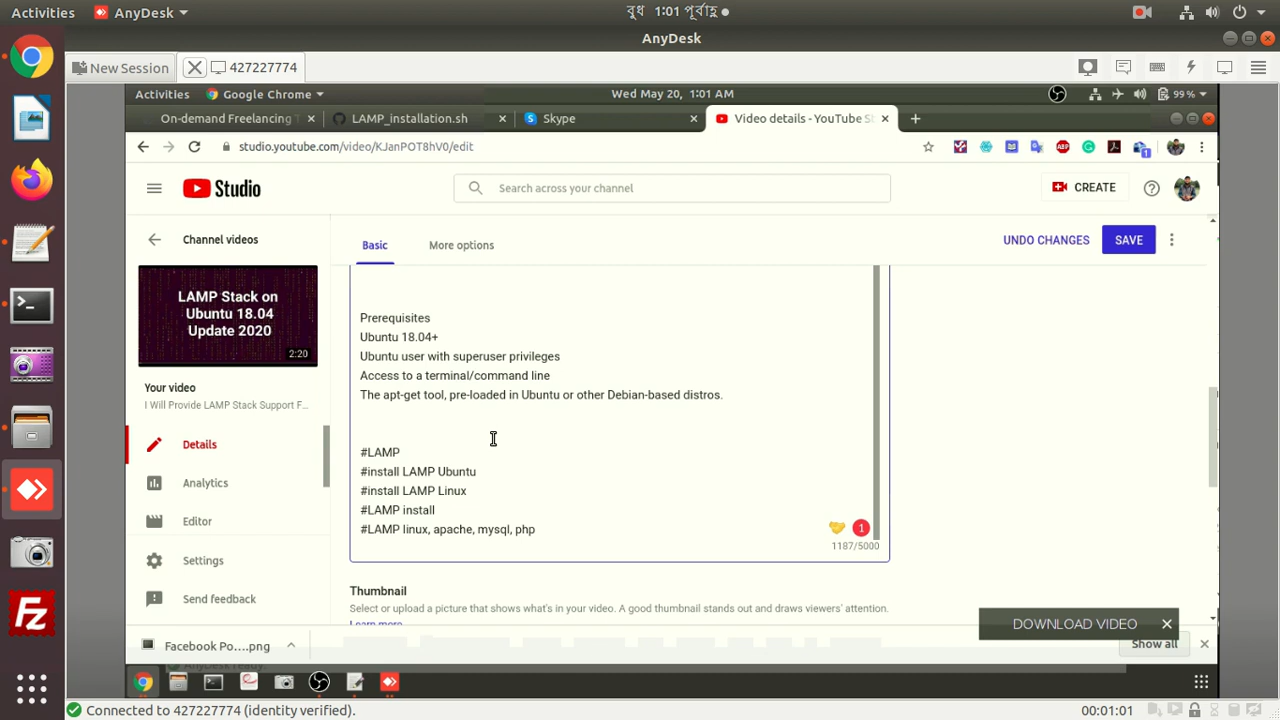 Activities AnyDesk বুধ 1:01 পূর্বাহ্ণ
AnyDesk
New Session 427227774
Activities Google Chrome Wed May 20, 1:01 AM 99 %
On-demand Freelancing T LAMP_installation.sh Skype Video details - YouTube St
studio.youtube.com/video/KJanPOT8hV0/edit
Studio Search across your channel CREATE
Channel videos Basic More options UNDO CHANGES SAVE
LAMP Stack on
Ubuntu 18.04
Update 2020
2:20
Your video
I Will Provide LAMP Stack Support F...
Details
Analytics
Editor
Settings
Send feedback
Prerequisites
Ubuntu 18.04+
Ubuntu user with superuser privileges
Access to a terminal/command line
The apt-get tool, pre-loaded in Ubuntu or other Debian-based distros.
#LAMP
#install LAMP Ubuntu
#install LAMP Linux
#LAMP install
#LAMP linux, apache, mysql, php
1
1187/5000
Thumbnail
Select or upload a picture that shows what's in your video. A good thumbnail stands out and draws viewers' attention.
Learn more
DOWNLOAD VIDEO
Facebook Po....png Show all
Connected to 427227774 (identity verified). 00:01:01